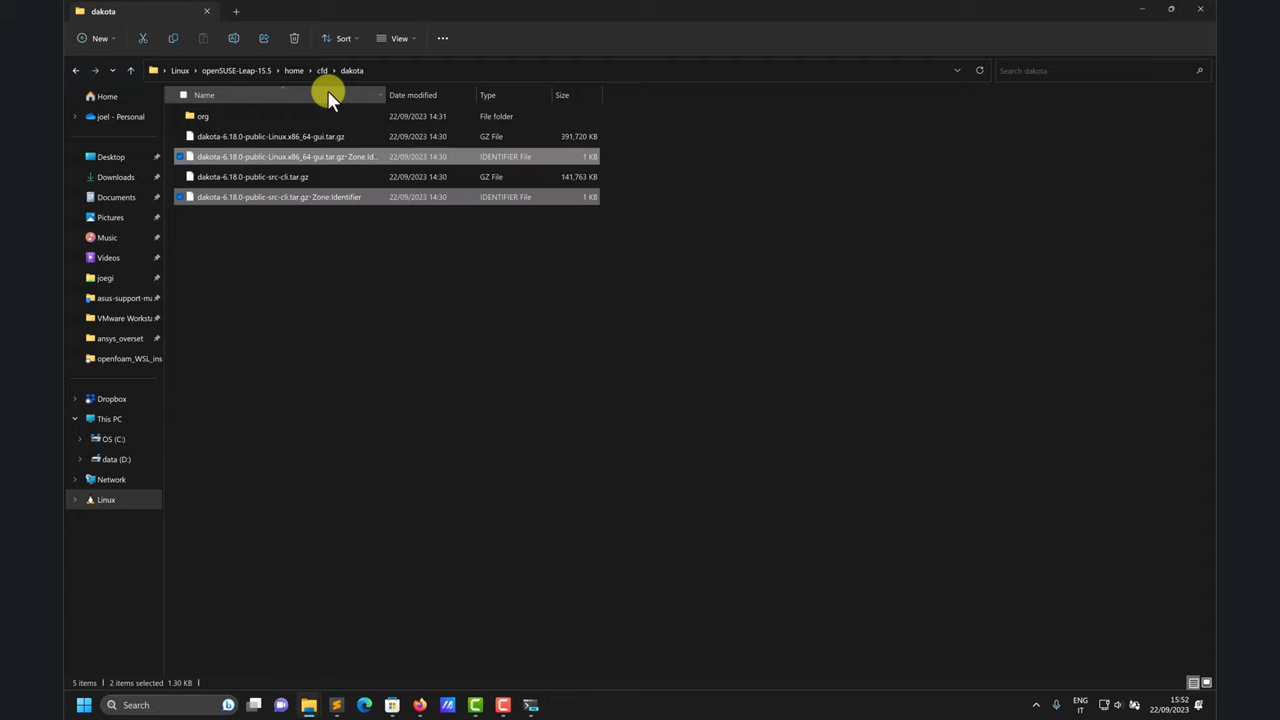 dakota
New
Sort
View
Linux
openSUSE-Leap-15.5
home
cfd
dakota
Search dakota
Name
Date modified
Type
Size
org
22/09/2023 14:31
File folder
dakota-6.18.0-public-Linux.x86_64-gui.tar.gz
22/09/2023 14:30
GZ File
391,720 KB
dakota-6.18.0-public-Linux.x86_64-gui.tar.gz·Zone.Id...
22/09/2023 14:30
IDENTIFIER File
1 KB
dakota-6.18.0-public-src-cli.tar.gz
22/09/2023 14:30
GZ File
141,763 KB
dakota-6.18.0-public-src-cli.tar.gz·Zone.Identifier
22/09/2023 14:30
IDENTIFIER File
1 KB
Home
joel - Personal
Desktop
Downloads
Documents
Pictures
Music
Videos
joegi
asus-support-ma
VMware Worksta
ansys_overset
openfoam_WSL_ins
Dropbox
This PC
OS (C:)
data (D:)
Network
Linux
5 items
2 items selected 1.30 KB
Search
ENG
IT
15:52
22/09/2023